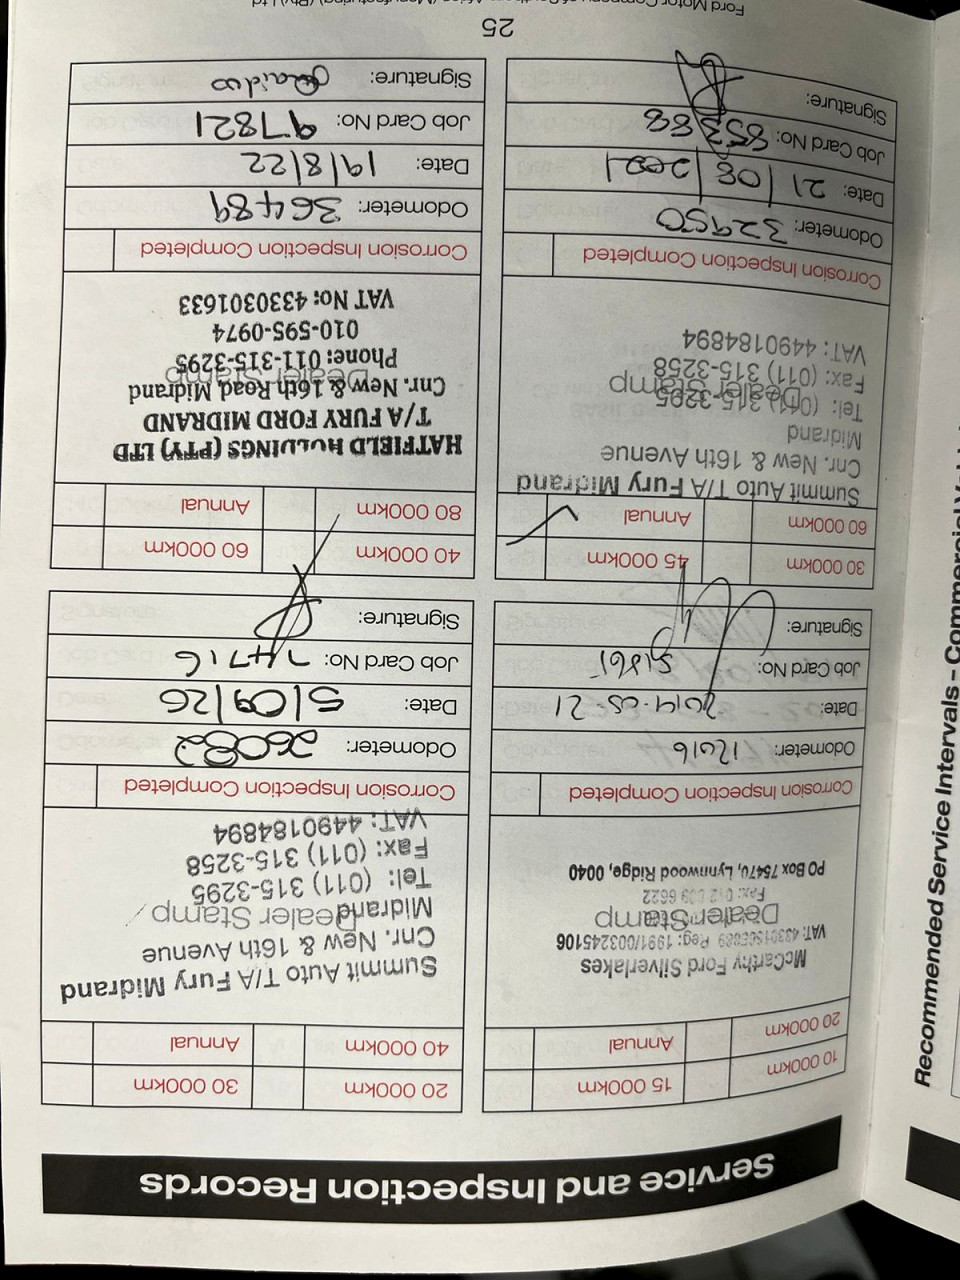 Service and Inspection Records
10 000km
15 000km
20 000km
Annual
McCarthy Ford Silverlakes
Reg: 1991/003245106
Dealer Stamp
PO Box 75470, Lynnwood Ridge, 0040
Corrosion Inspection Completed
Odometer: 12616
Date: 2014-05-21
Job Card No:
Signature:
20 000km
30 000km
40 000km
Annual
Summit Auto T/A Fury Midrand
Cnr. New & 16th Avenue
Midrand
Dealer Stamp
Tel: (011) 315-3295
Fax: (011) 315-3258
VAT: 4490184894
Corrosion Inspection Completed
Odometer: 26082
Date: 5/09/20
Job Card No: 74716
Signature:
30 000km
45 000km
60 000km
Annual
Summit Auto T/A Fury Midrand
Cnr. New & 16th Avenue
Midrand
Tel: (011) 315-3295
Dealer Stamp
Fax: (011) 315-3258
VAT: 4490184894
Corrosion Inspection Completed
Odometer: 32950
Date: 21/08/2021
Job Card No: 85388
Signature:
40 000km
60 000km
80 000km
Annual
HATFIELD HOLDINGS (PTY) LTD
T/A FURY FORD MIDRAND
Cnr. New & 16th Road, Midrand
Dealer Stamp
Phone: 011-315-3295
010-595-0974
VAT No: 4330301633
Corrosion Inspection Completed
Odometer: 36489
Date: 19/8/22
Job Card No: 97821
Signature:
25
Recommended Service Intervals - Commercial